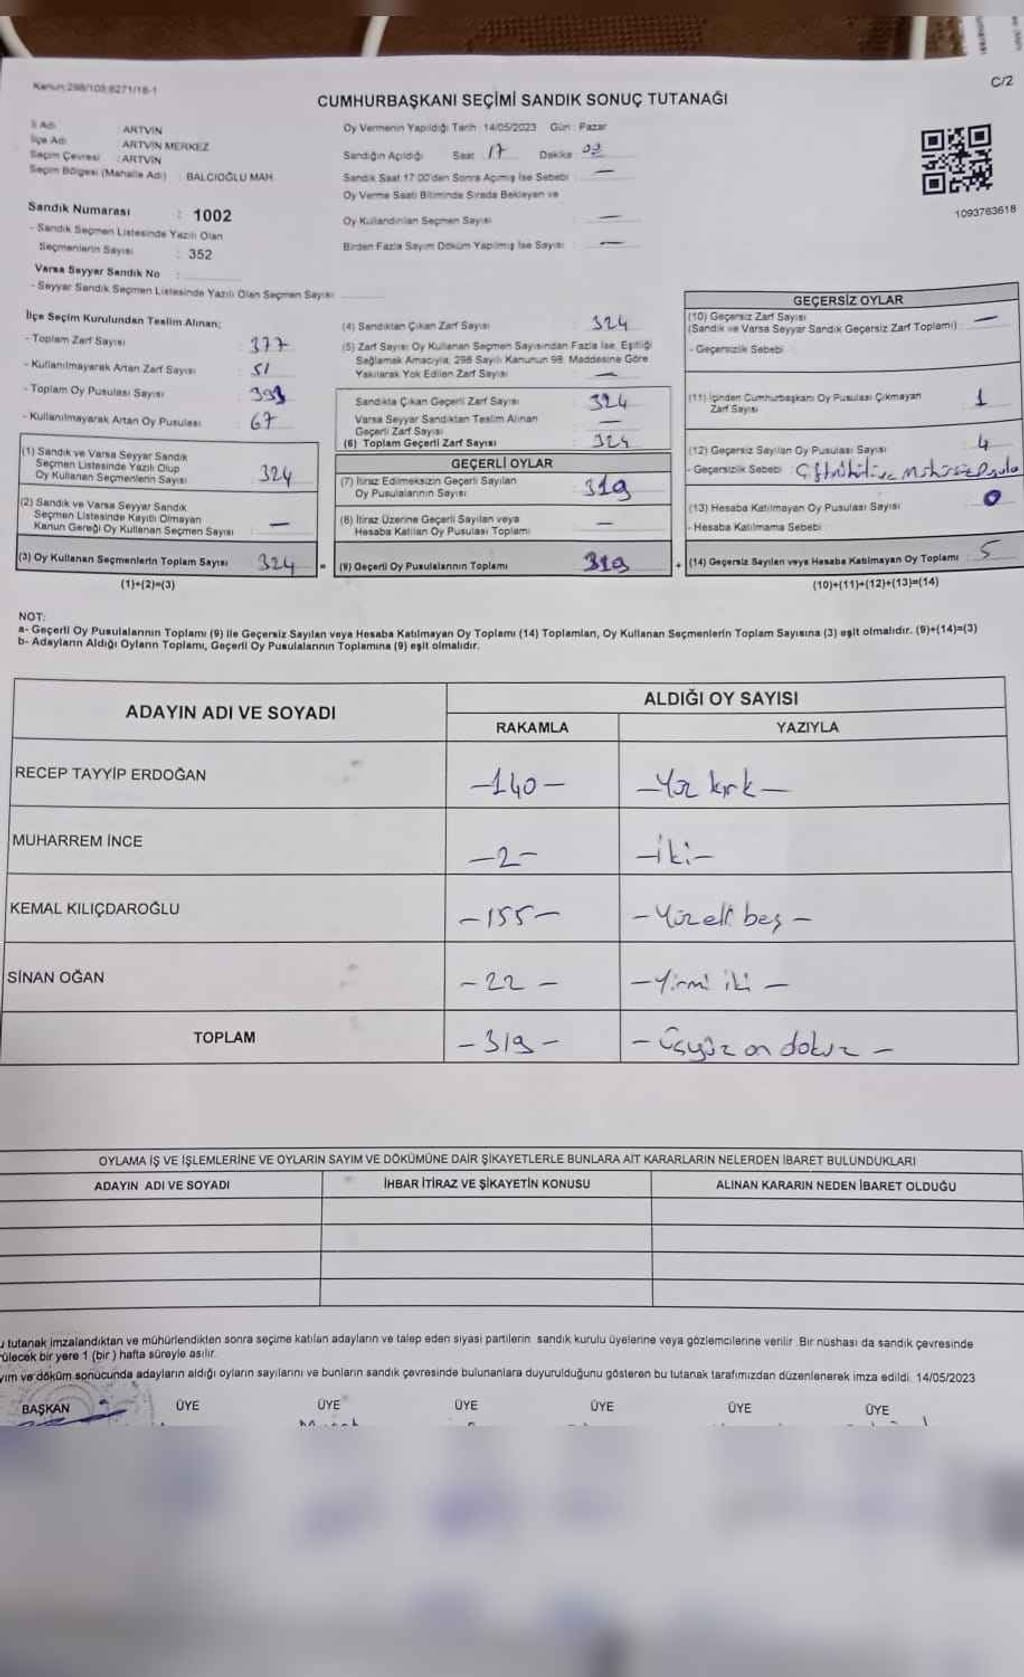 Kanun:298/103;6271/18-1
C/2
CUMHURBAŞKANI SEÇİMİ SANDIK SONUÇ TUTANAĞI
İl Adı : ARTVİN
İlçe Adı : ARTVİN MERKEZ
Seçim Çevresi : ARTVİN
Seçim Bölgesi (Mahalle Adı) : BALCIOĞLU MAH.
Sandık Numarası : 1002
- Sandık Seçmen Listesinde Yazılı Olan
Seçmenlerin Sayısı : 352
Varsa Seyyar Sandık No :
- Seyyar Sandık Seçmen Listesinde Yazılı Olan Seçmen Sayısı
Oy Vermenin Yapıldığı Tarih : 14/05/2023 Gün : Pazar
Sandığın Açıldığı Saat 17 Dakika 03
Sandık Saat 17:00'den Sonra Açılmış İse Sebebi : —
Oy Verme Saati Bitiminde Sırada Bekleyen ve
Oy Kullandırılan Seçmen Sayısı : —
Birden Fazla Sayım Döküm Yapılmış İse Sayısı : —
1093763618
İlçe Seçim Kurulundan Teslim Alınan;
- Toplam Zarf Sayısı : 377
- Kullanılmayarak Artan Zarf Sayısı : 51
- Toplam Oy Pusulası Sayısı : 393
- Kullanılmayarak Artan Oy Pusulası : 67
(1) Sandık ve Varsa Seyyar Sandık
Seçmen Listesinde Yazılı Olup
Oy Kullanan Seçmenlerin Sayısı 324
(2) Sandık ve Varsa Seyyar Sandık
Seçmen Listesinde Kayıtlı Olmayan
Kanun Gereği Oy Kullanan Seçmen Sayısı —
(3) Oy Kullanan Seçmenlerin Toplam Sayısı 324
(1)+(2)=(3)
(4) Sandıktan Çıkan Zarf Sayısı : 324
(5) Zarf Sayısı Oy Kullanan Seçmen Sayısından Fazla İse, Eşitliği
Sağlamak Amacıyla, 298 Sayılı Kanunun 98. Maddesine Göre
Yakılarak Yok Edilen Zarf Sayısı —
Sandıkta Çıkan Geçerli Zarf Sayısı : 324
Varsa Seyyar Sandıktan Teslim Alınan
Geçerli Zarf Sayısı —
(6) Toplam Geçerli Zarf Sayısı : 324
GEÇERLİ OYLAR
(7) İtiraz Edilmeksizin Geçerli Sayılan
Oy Pusulalarının Sayısı : 319
(8) İtiraz Üzerine Geçerli Sayılan veya
Hesaba Katılan Oy Pusulası Toplamı —
= (9) Geçerli Oy Pusulalarının Toplamı 319
GEÇERSİZ OYLAR
(10) Geçersiz Zarf Sayısı —
(Sandık ve Varsa Seyyar Sandık Geçersiz Zarf Toplamı)
- Geçersizlik Sebebi :
(11) İçinden Cumhurbaşkanı Oy Pusulası Çıkmayan
Zarf Sayısı 1
(12) Geçersiz Sayılan Oy Pusulası Sayısı 4
- Geçersizlik Sebebi :
(13) Hesaba Katılmayan Oy Pusulası Sayısı 0
- Hesaba Katılmama Sebebi
+ (14) Geçersiz Sayılan veya Hesaba Katılmayan Oy Toplamı 5
(10)+(11)+(12)+(13)=(14)
NOT:
a- Geçerli Oy Pusulalarının Toplamı (9) ile Geçersiz Sayılan veya Hesaba Katılmayan Oy Toplamı (14) Toplamları, Oy Kullanan Seçmenlerin Toplam Sayısına (3) eşit olmalıdır. (9)+(14)=(3)
b- Adayların Aldığı Oyların Toplamı, Geçerli Oy Pusulalarının Toplamına (9) eşit olmalıdır.
ADAYIN ADI VE SOYADI
ALDIĞI OY SAYISI
RAKAMLA YAZIYLA
RECEP TAYYİP ERDOĞAN -140- -Yüz kırk-
MUHARREM İNCE -2- -İki-
KEMAL KILIÇDAROĞLU -155- -Yüzelli beş-
SİNAN OĞAN -22- -Yirmi iki-
TOPLAM -319- -Üçyüz on dokuz-
OYLAMA İŞ VE İŞLEMLERİNE VE OYLARIN SAYIM VE DÖKÜMÜNE DAİR ŞİKAYETLERLE BUNLARA AİT KARARLARIN NELERDEN İBARET BULUNDUKLARI
ADAYIN ADI VE SOYADI İHBAR İTİRAZ VE ŞİKAYETİN KONUSU ALINAN KARARIN NEDEN İBARET OLDUĞU
tutanak imzalandıktan ve mühürlendikten sonra seçime katılan adayların ve talep eden siyasi partilerin sandık kurulu üyelerine veya gözlemcilerine verilir. Bir nüshası da sandık çevresinde
ülecek bir yere 1 (bir) hafta süreyle asılır.
yım ve döküm sonucunda adayların aldığı oyların sayılarını ve bunların sandık çevresinde bulunanlara duyurulduğunu gösteren bu tutanak tarafımızdan düzenlenerek imza edildi. 14/05/2023
BAŞKAN ÜYE ÜYE ÜYE ÜYE ÜYE ÜYE